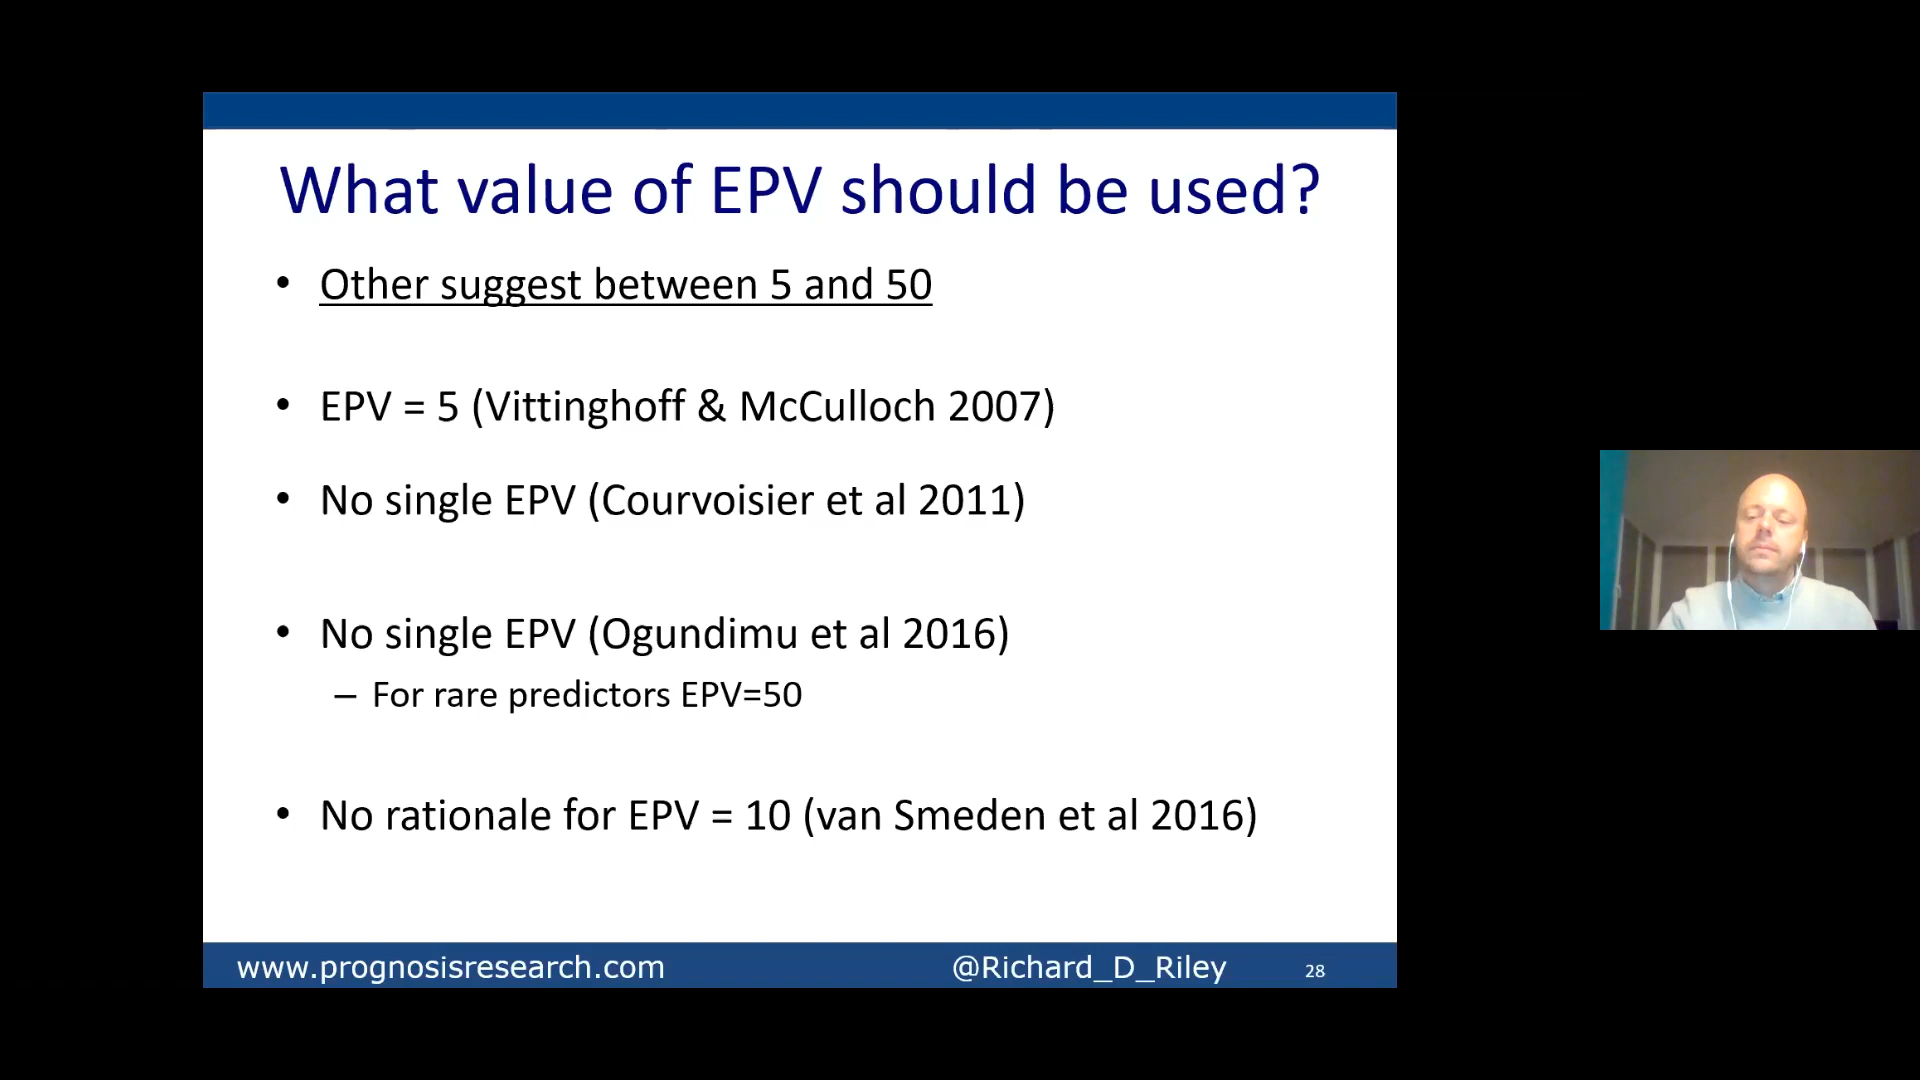 What value of EPV should be used?
• Other suggest between 5 and 50
• EPV = 5 (Vittinghoff & McCulloch 2007)
• No single EPV (Courvoisier et al 2011)
• No single EPV (Ogundimu et al 2016)
– For rare predictors EPV=50
• No rationale for EPV = 10 (van Smeden et al 2016)
www.prognosisresearch.com @Richard_D_Riley 28